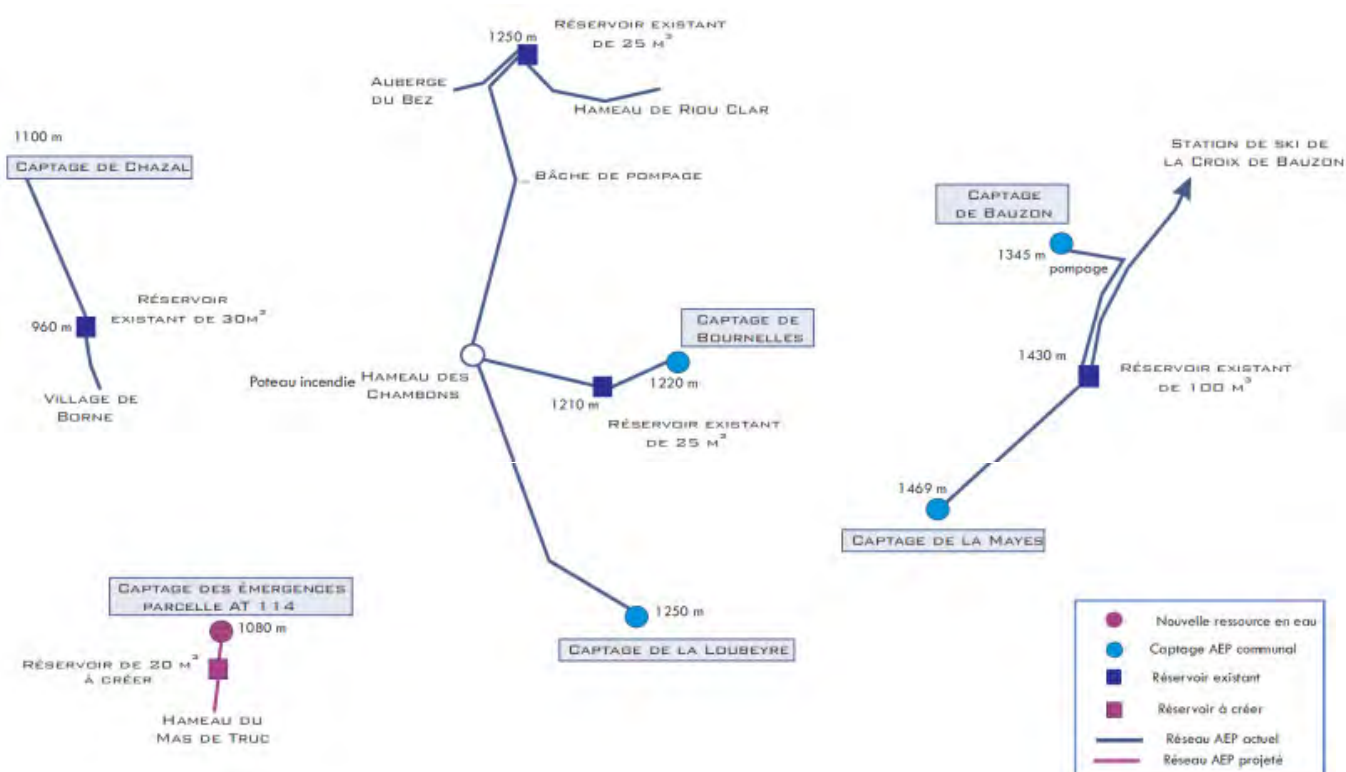 RÉSERVOIR EXISTANT
DE 25 M³
1250 m
AUBERGE
DU BEZ
HAMEAU DE RIOU CLAR
BÂCHE DE POMPAGE
1100 m
CAPTAGE DE CHAZAL
RÉSERVOIR
EXISTANT DE 30M³
960 m
VILLAGE DE
BORNE
STATION DE SKI DE
LA CROIX DE BAUZON
CAPTAGE
DE BAUZON
1345 m
pompage
1430 m
RÉSERVOIR EXISTANT
DE 100 M³
CAPTAGE DE
BOURNELLES
1220 m
1210 m
RÉSERVOIR EXISTANT
DE 25 M³
Poteau incendie
HAMEAU DES
CHAMBONS
1469 m
CAPTAGE DE LA MAYES
1250 m
CAPTAGE DE LA LOUBEYRE
CAPTAGE DES ÉMERGENCES
PARCELLE AT 114
1080 m
RÉSERVOIR DE 20 M³
À CRÉER
HAMEAU DU
MAS DE TRUC
Nouvelle ressource en eau
Captage AEP communal
Réservoir existant
Réservoir à créer
Réseau AEP actuel
Réseau AEP projeté